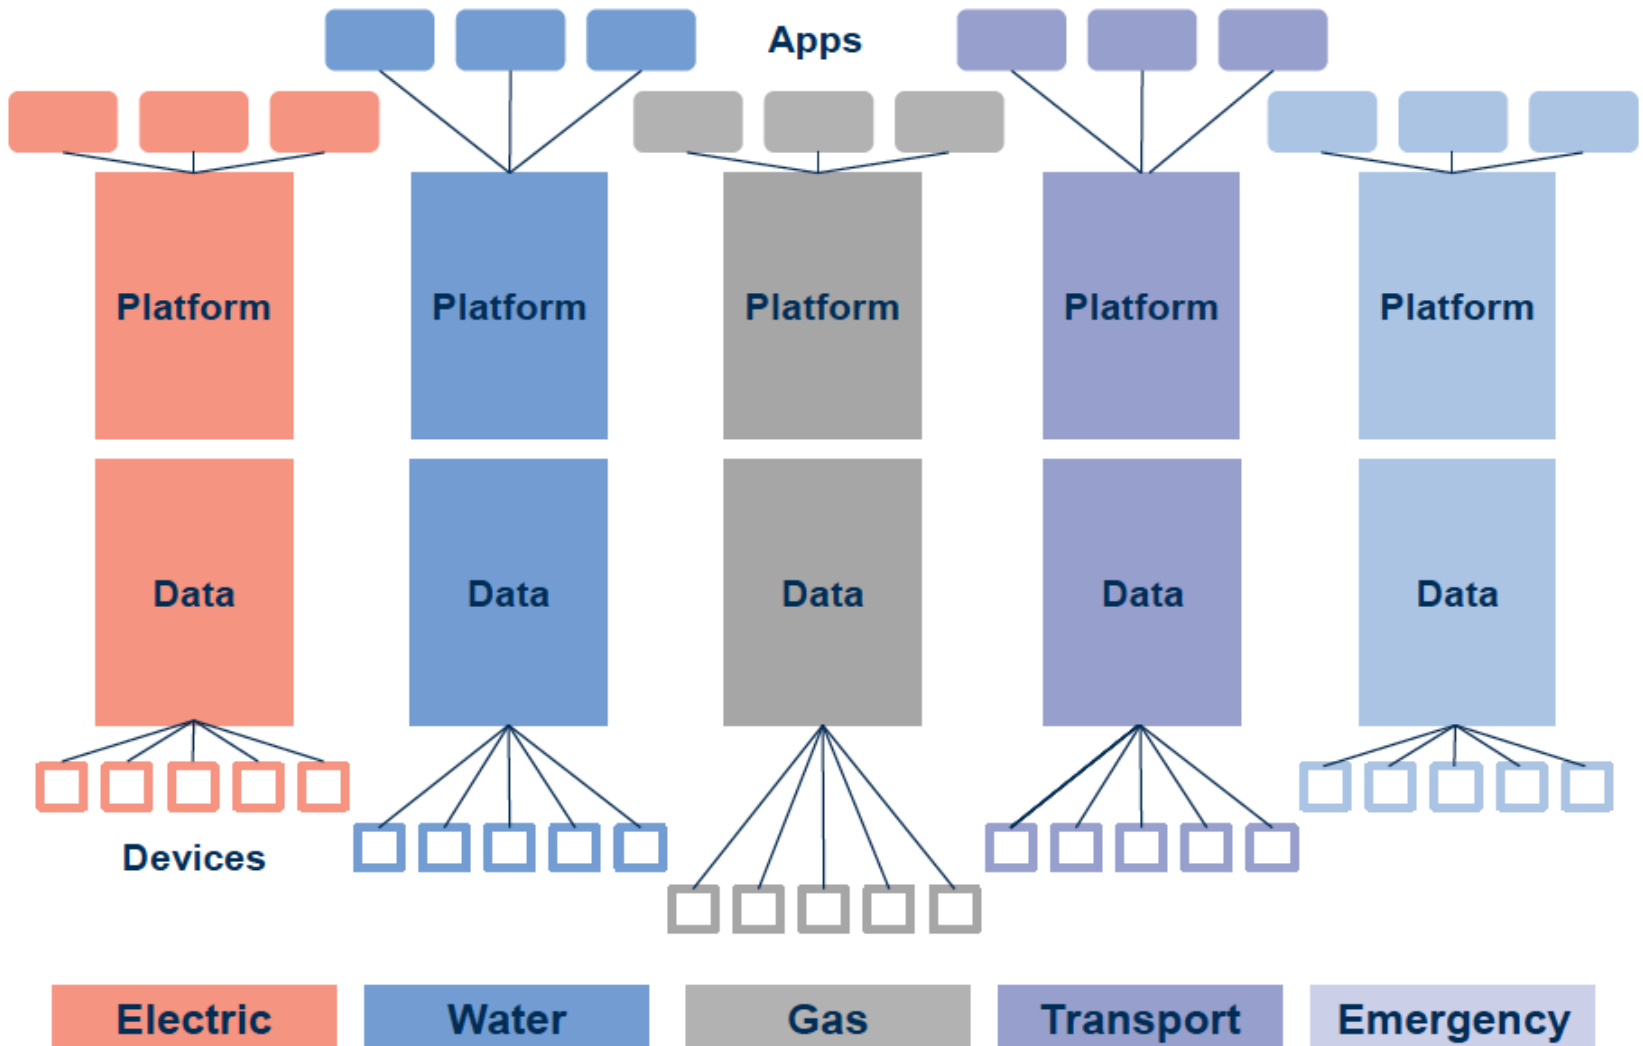 Apps
Platform
Platform
Platform
Platform
Platform
Data
Data
Data
Data
Data
Devices
Electric
Water
Gas
Transport
Emergency